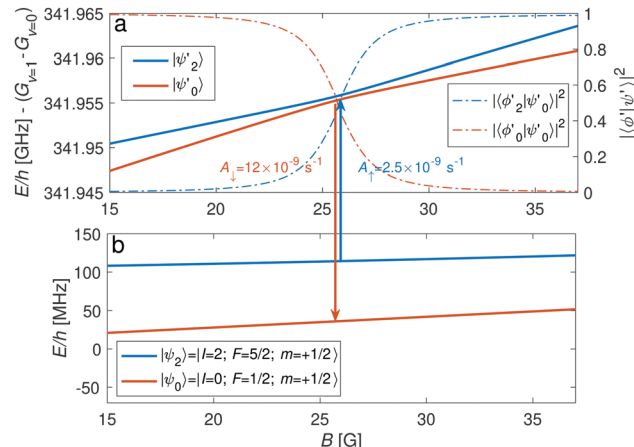 a
341.965
341.96
341.955
341.95
341.945
E/h [GHz] - (G_{ν=1} - G_{ν=0})
|ψ'_2⟩
|ψ'_0⟩
|⟨ϕ'_2|ψ'_0⟩|^2
|⟨ϕ'_0|ψ'_0⟩|^2
A_↓=12×10^{-9} s^{-1}
A_↑=2.5×10^{-9} s^{-1}
1
0.8
0.6
0.4
0.2
0
|⟨ϕ'|ψ'⟩|^2
15 20 25 30 35
b
150
100
50
0
-50
E/h [MHz]
|ψ_2⟩=|I=2; F=5/2; m=+1/2⟩
|ψ_0⟩=|I=0; F=1/2; m=+1/2⟩
15 20 25 30 35
B [G]